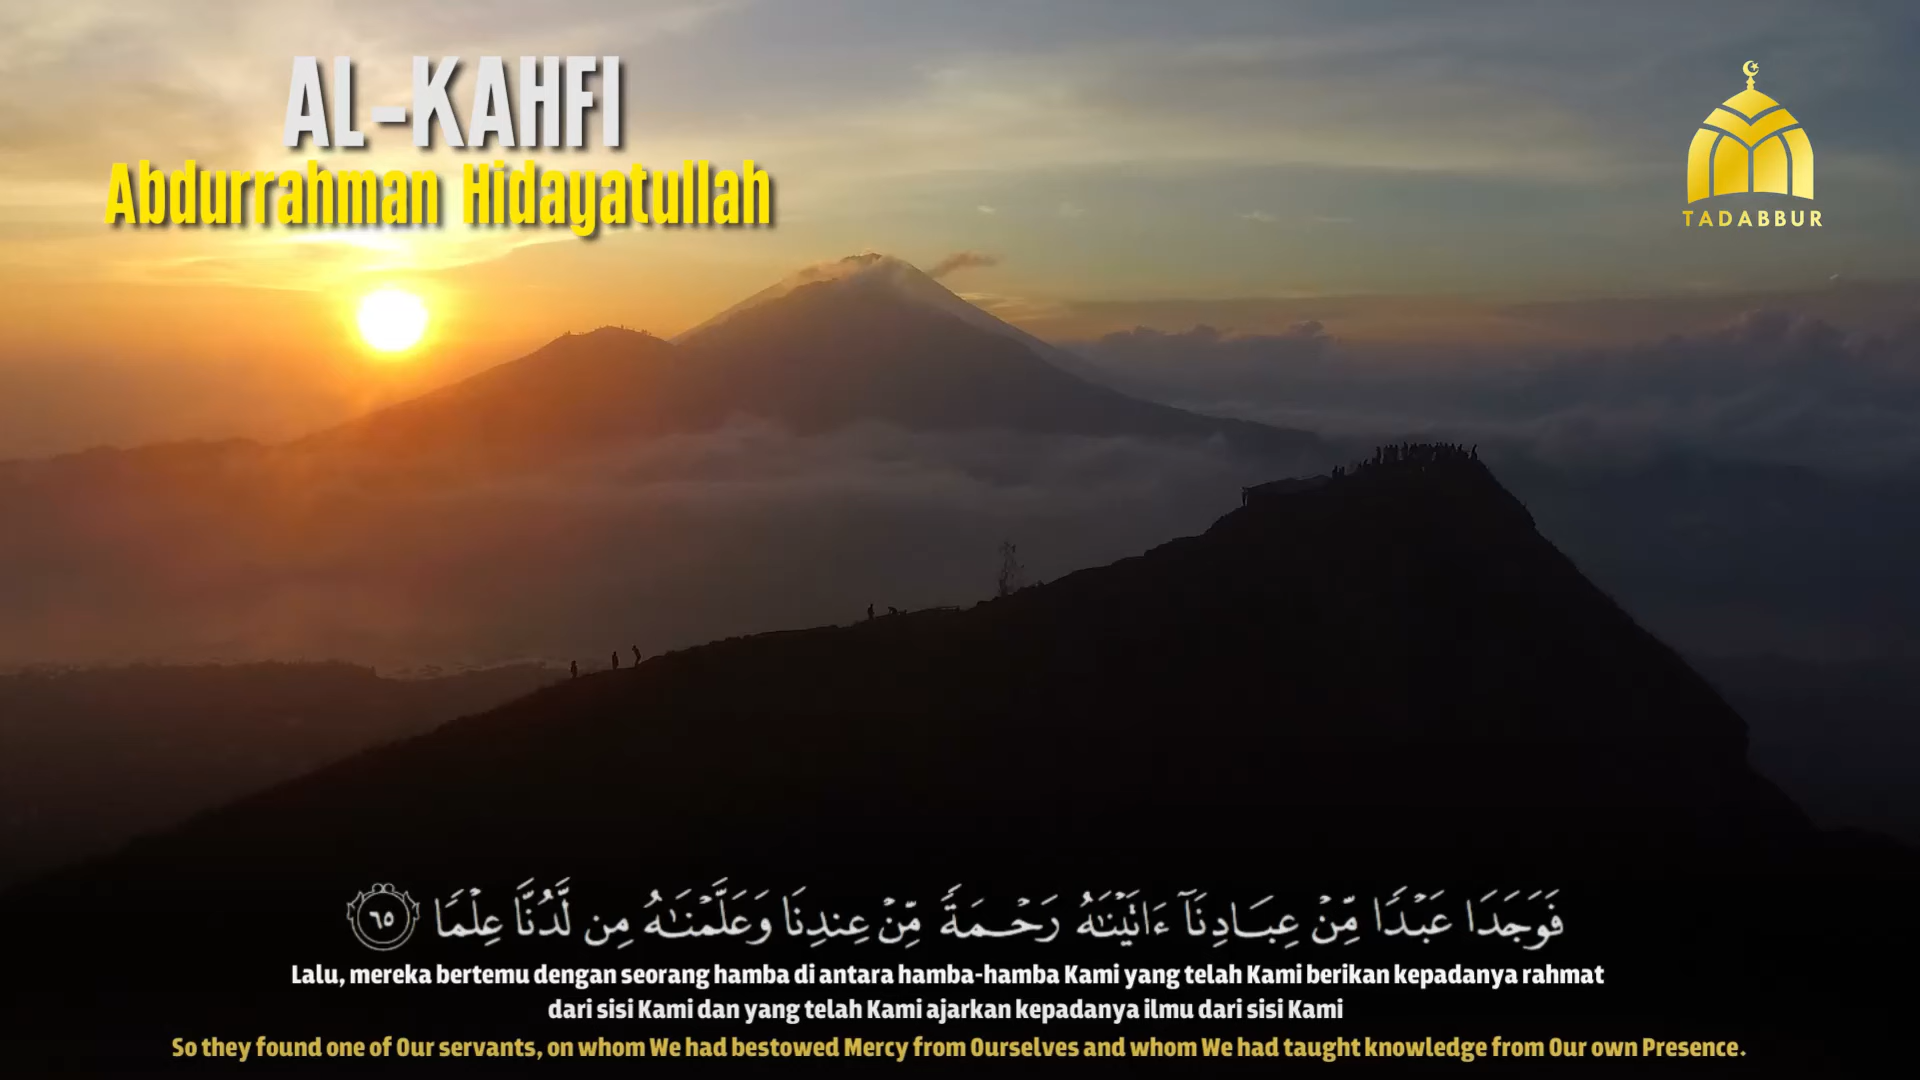 AL-KAHFI
Abdurrahman Hidayatullah
TADABBUR
فَوَجَدَا عَبْدًا مِّنْ عِبَادِنَآ ءَاتَيْنَـٰهُ رَحْمَةً مِّنْ عِندِنَا وَعَلَّمْنَـٰهُ مِن لَّدُنَّا عِلْمًا ٦٥
Lalu, mereka bertemu dengan seorang hamba di antara hamba-hamba Kami yang telah Kami berikan kepadanya rahmat
dari sisi Kami dan yang telah Kami ajarkan kepadanya ilmu dari sisi Kami
So they found one of Our servants, on whom We had bestowed Mercy from Ourselves and whom We had taught knowledge from Our own Presence.